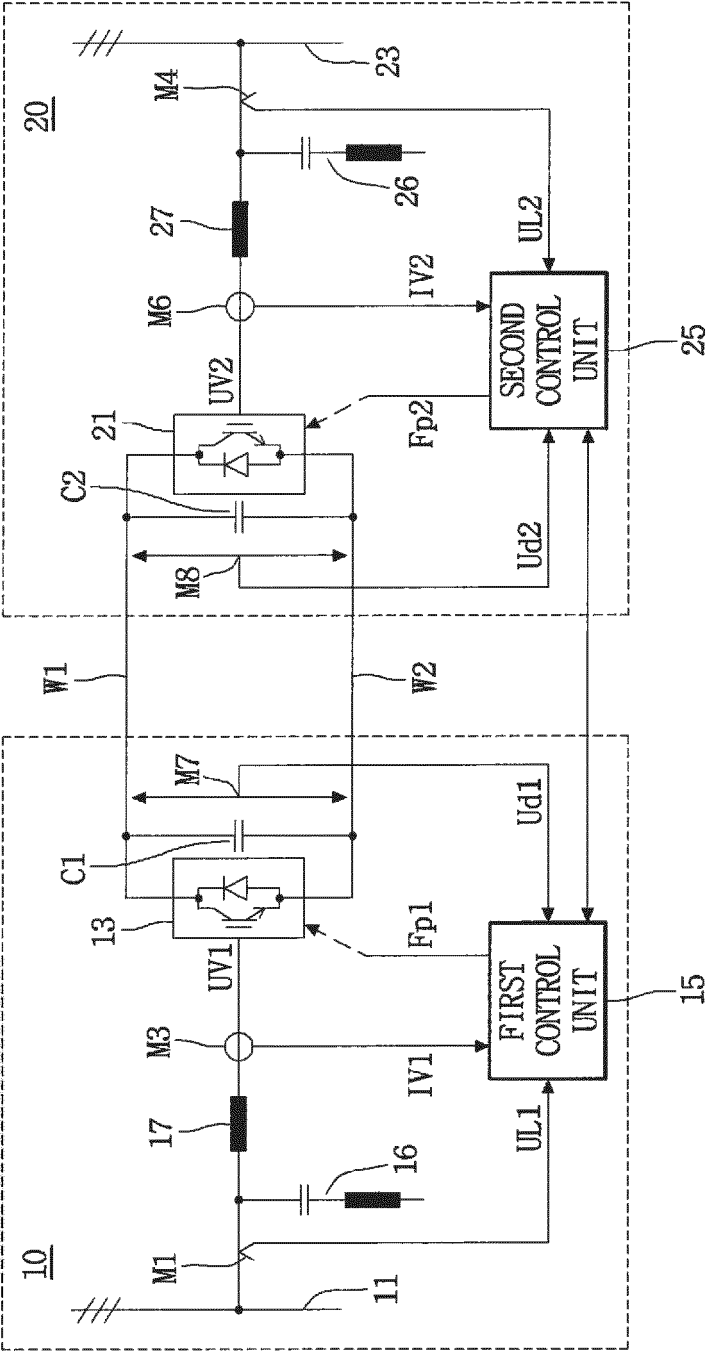 10
11
M1
16
17
M3
UV1
13
C1
M7
UL1
IV1
Fp1
Ud1
FIRST
CONTROL
UNIT
15
W1
W2
20
23
M4
26
27
M6
UV2
21
C2
M8
UL2
IV2
Fp2
Ud2
SECOND
CONTROL
UNIT
25